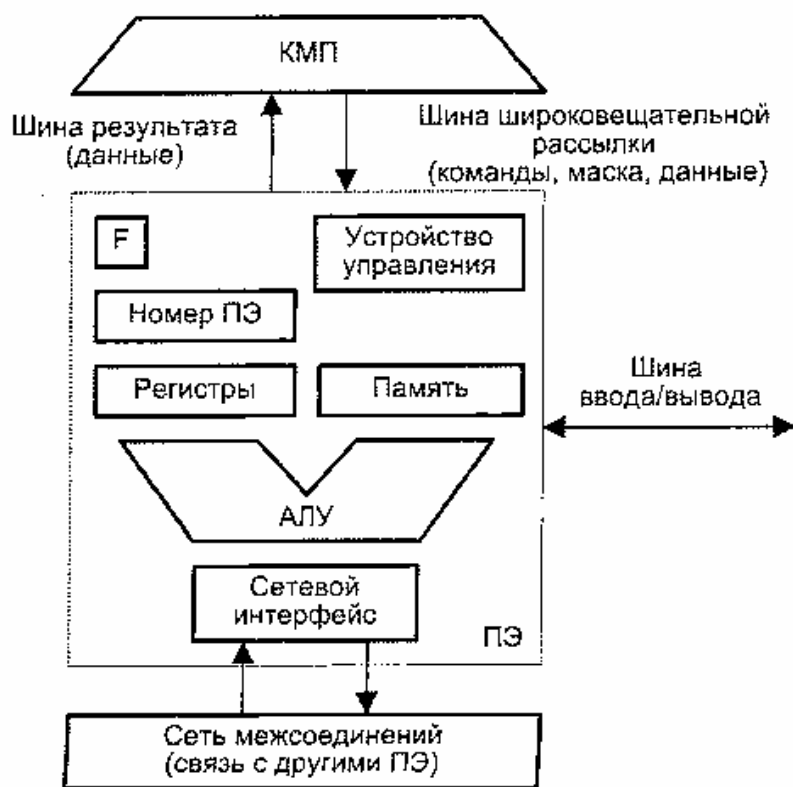 КМП
Шина результата
(данные)
Шина широковещательной
рассылки
(команды, маска, данные)
F
Устройство
управления
Номер ПЭ
Регистры
Память
Шина
ввода/вывода
АЛУ
Сетевой
интерфейс
ПЭ
Сеть межсоединений
(связь с другими ПЭ)